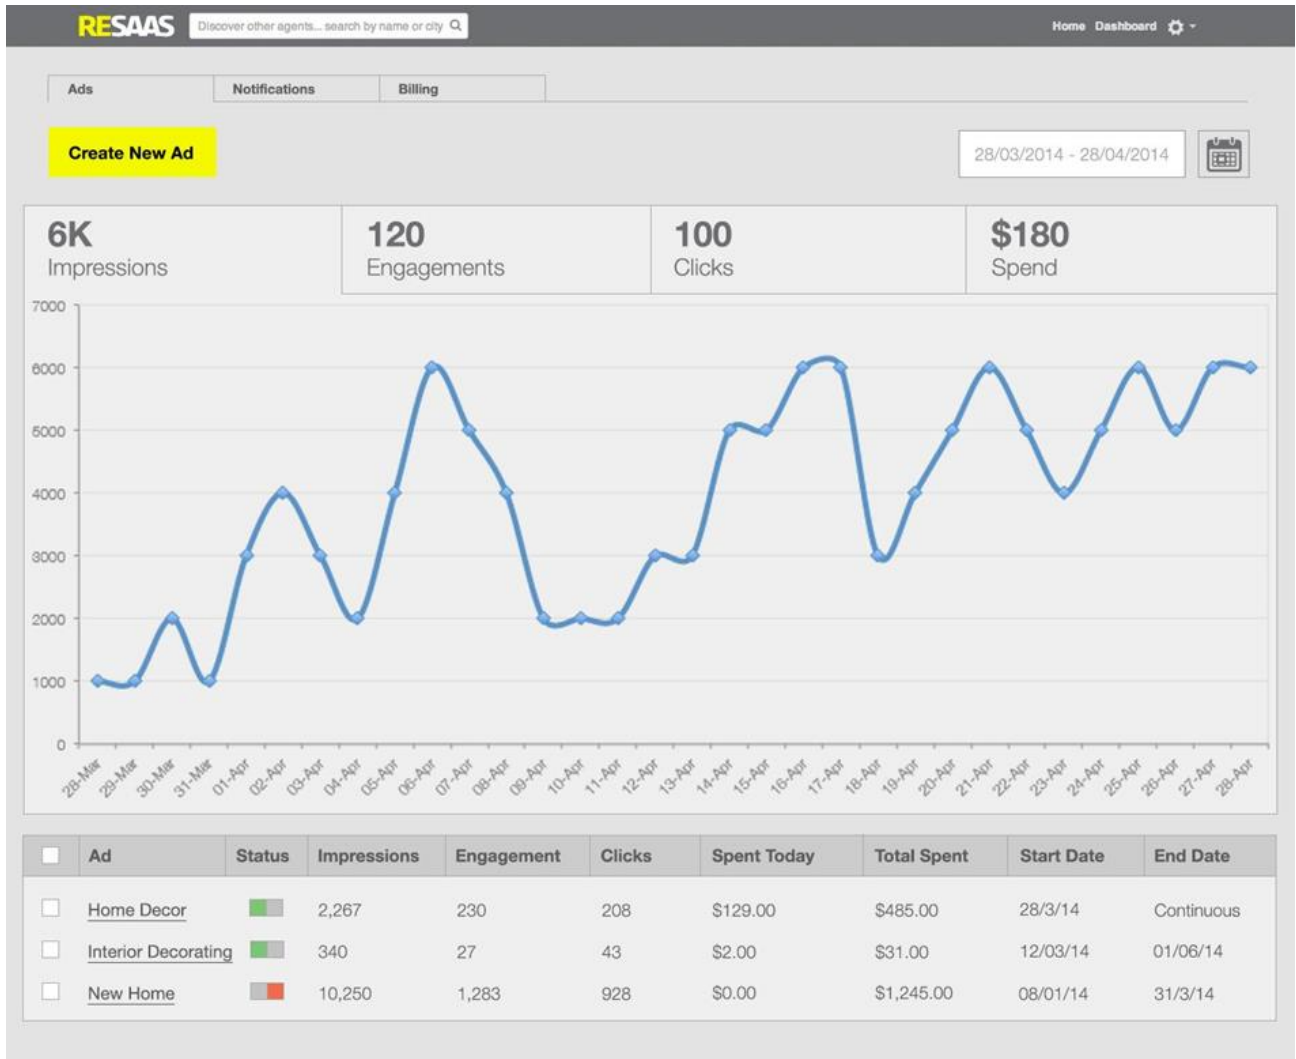 RESAAS Discover other agents... search by name or city Home Dashboard
Ads Notifications Billing
Create New Ad 28/03/2014 - 28/04/2014
6K 120 100 $180
Impressions Engagements Clicks Spend
7000
6000
5000
4000
3000
2000
1000
0
28-Mar 29-Mar 30-Mar 31-Mar 01-Apr 02-Apr 03-Apr 04-Apr 05-Apr 06-Apr 07-Apr 08-Apr 09-Apr 10-Apr 11-Apr 12-Apr 13-Apr 14-Apr 15-Apr 16-Apr 17-Apr 18-Apr 19-Apr 20-Apr 21-Apr 22-Apr 23-Apr 24-Apr 25-Apr 26-Apr 27-Apr 28-Apr
Ad Status Impressions Engagement Clicks Spent Today Total Spent Start Date End Date
Home Decor 2,267 230 208 $129.00 $485.00 28/3/14 Continuous
Interior Decorating 340 27 43 $2.00 $31.00 12/03/14 01/06/14
New Home 10,250 1,283 928 $0.00 $1,245.00 08/01/14 31/3/14